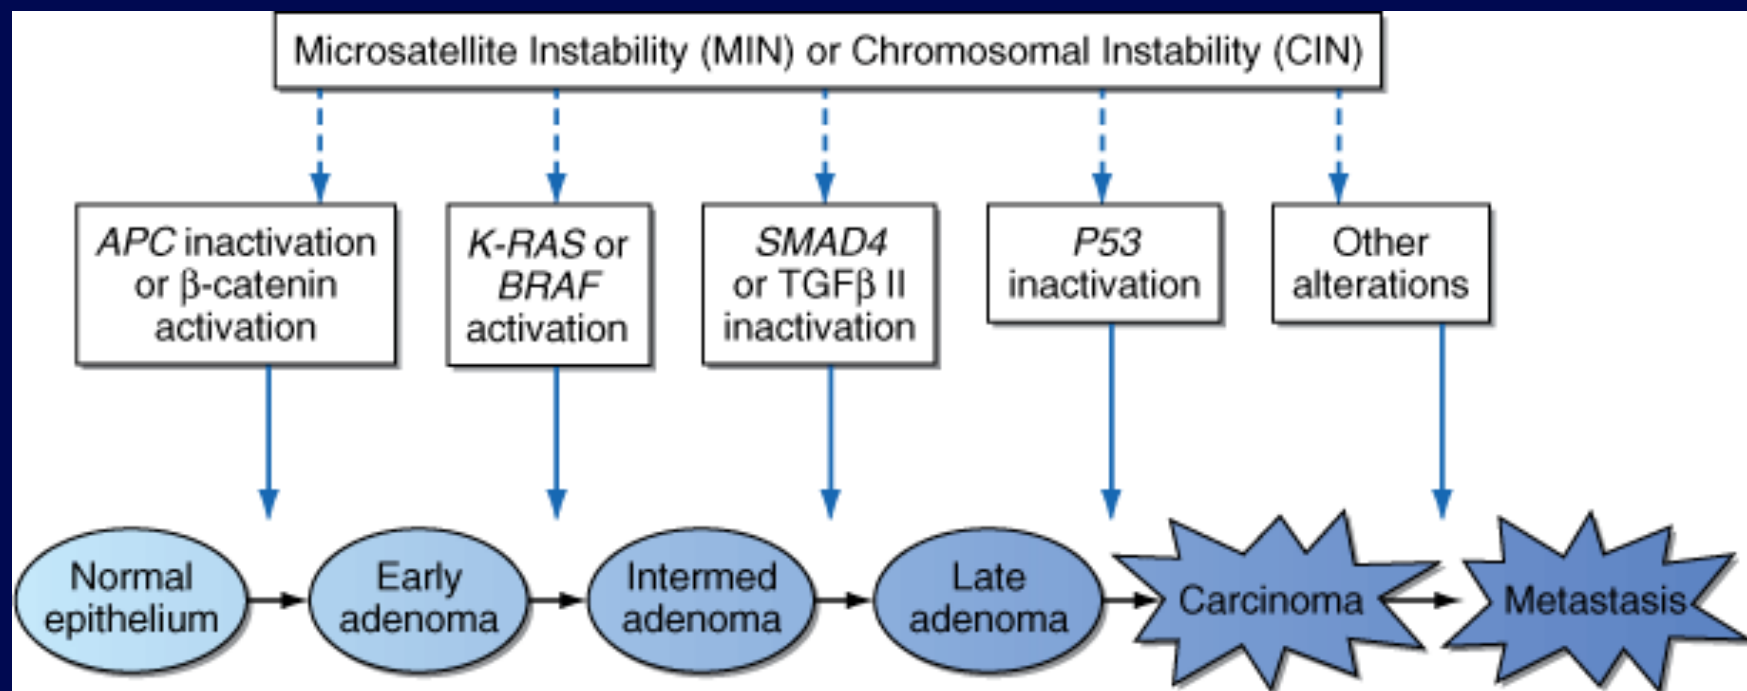 Microsatellite Instability (MIN) or Chromosomal Instability (CIN)
APC inactivation
or β-catenin
activation
K-RAS or
BRAF
activation
SMAD4
or TGFβ II
inactivation
P53
inactivation
Other
alterations
Normal
epithelium
Early
adenoma
Intermed
adenoma
Late
adenoma
Carcinoma
Metastasis